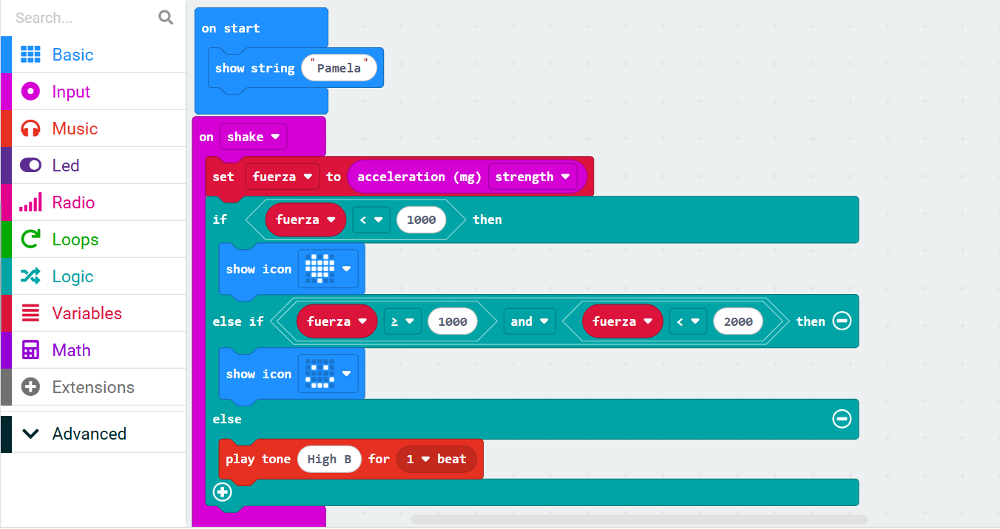 Search...
Basic
Input
Music
Led
Radio
Loops
Logic
Variables
Math
Extensions
Advanced
on start
show string "Pamela"
on shake
set fuerza to acceleration (mg) strength
if fuerza < 1000 then
show icon
else if fuerza ≥ 1000 and fuerza < 2000 then
show icon
else
play tone High B for 1 beat